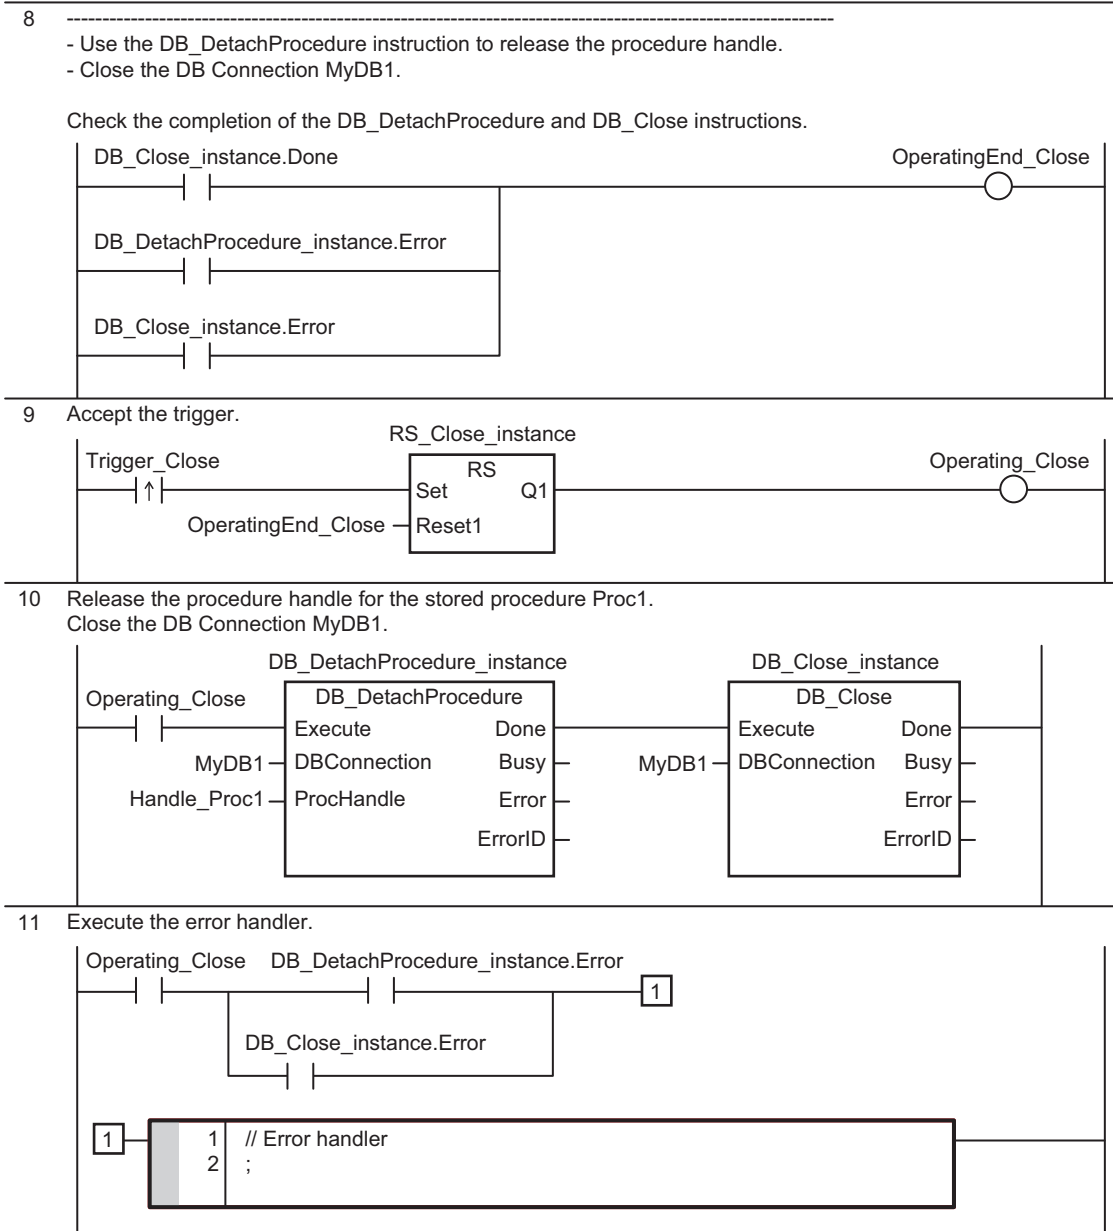 8
--------------------------------------------------------------------------------------------------------------
- Use the DB_DetachProcedure instruction to release the procedure handle.
- Close the DB Connection MyDB1.
Check the completion of the DB_DetachProcedure and DB_Close instructions.
DB_Close_instance.Done OperatingEnd_Close
DB_DetachProcedure_instance.Error
DB_Close_instance.Error
9 Accept the trigger.
RS_Close_instance
Trigger_Close RS Operating_Close
↑ Set Q1
OperatingEnd_Close Reset1
10 Release the procedure handle for the stored procedure Proc1.
Close the DB Connection MyDB1.
DB_DetachProcedure_instance DB_Close_instance
Operating_Close DB_DetachProcedure DB_Close
Execute Done Execute Done
MyDB1 DBConnection Busy MyDB1 DBConnection Busy
Handle_Proc1 ProcHandle Error Error
ErrorID ErrorID
11 Execute the error handler.
Operating_Close DB_DetachProcedure_instance.Error
1
DB_Close_instance.Error
1 1 // Error handler
2 ;